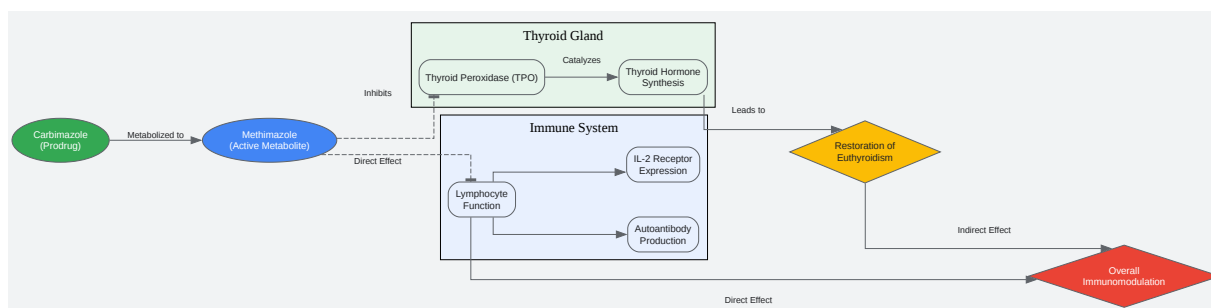 Thyroid Gland
Catalyzes
Thyroid Peroxidase (TPO)
Thyroid Hormone
Synthesis
Inhibits
Leads to
Carbimazole
(Prodrug)
Metabolized to
Methimazole
(Active Metabolite)
Immune System
Direct Effect
IL-2 Receptor
Expression
Restoration of
Euthyroidism
Lymphocyte
Function
Autoantibody
Production
Indirect Effect
Overall
Immunomodulation
Direct Effect